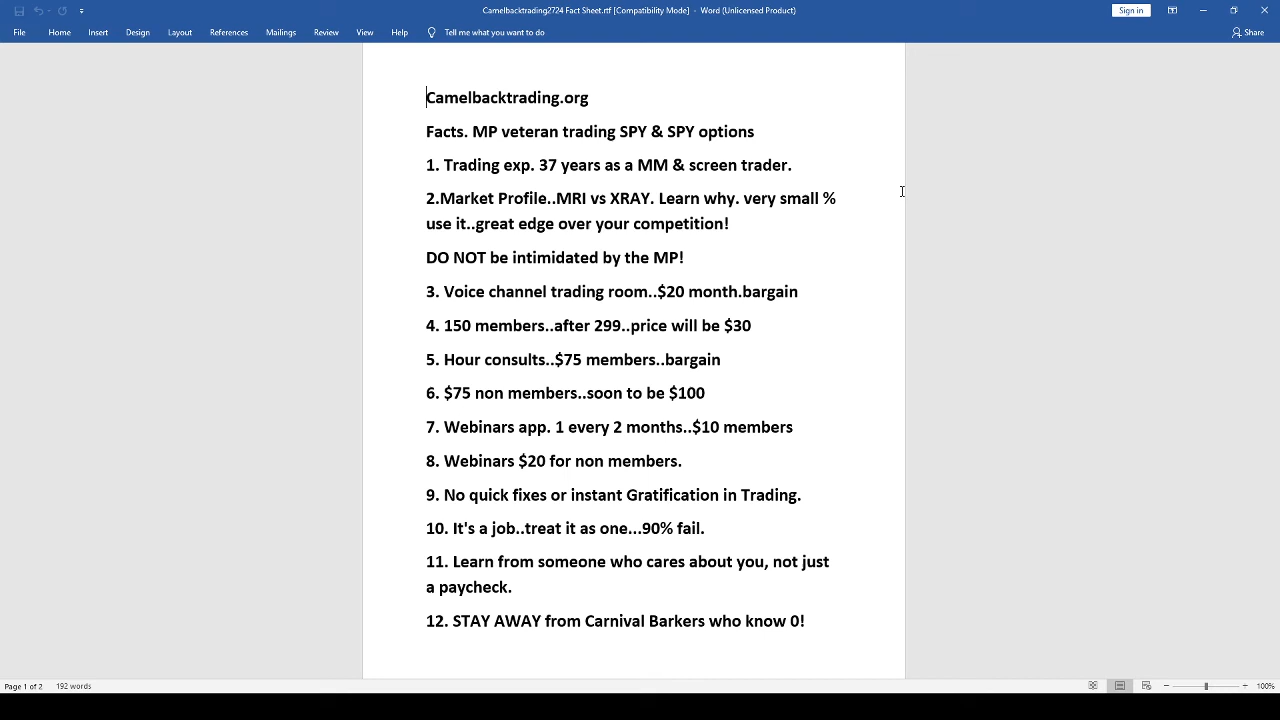 Camelbacktrading2724 Fact Sheet.rtf [Compatibility Mode] - Word (Unlicensed Product)
Sign in
File Home Insert Design Layout References Mailings Review View Help Tell me what you want to do Share
Camelbacktrading.org
Facts. MP veteran trading SPY & SPY options
1. Trading exp. 37 years as a MM & screen trader.
2.Market Profile..MRI vs XRAY. Learn why. very small %
use it..great edge over your competition!
DO NOT be intimidated by the MP!
3. Voice channel trading room..$20 month.bargain
4. 150 members..after 299..price will be $30
5. Hour consults..$75 members..bargain
6. $75 non members..soon to be $100
7. Webinars app. 1 every 2 months..$10 members
8. Webinars $20 for non members.
9. No quick fixes or instant Gratification in Trading.
10. It's a job..treat it as one...90% fail.
11. Learn from someone who cares about you, not just
a paycheck.
12. STAY AWAY from Carnival Barkers who know 0!
Page 1 of 2 192 words 100%